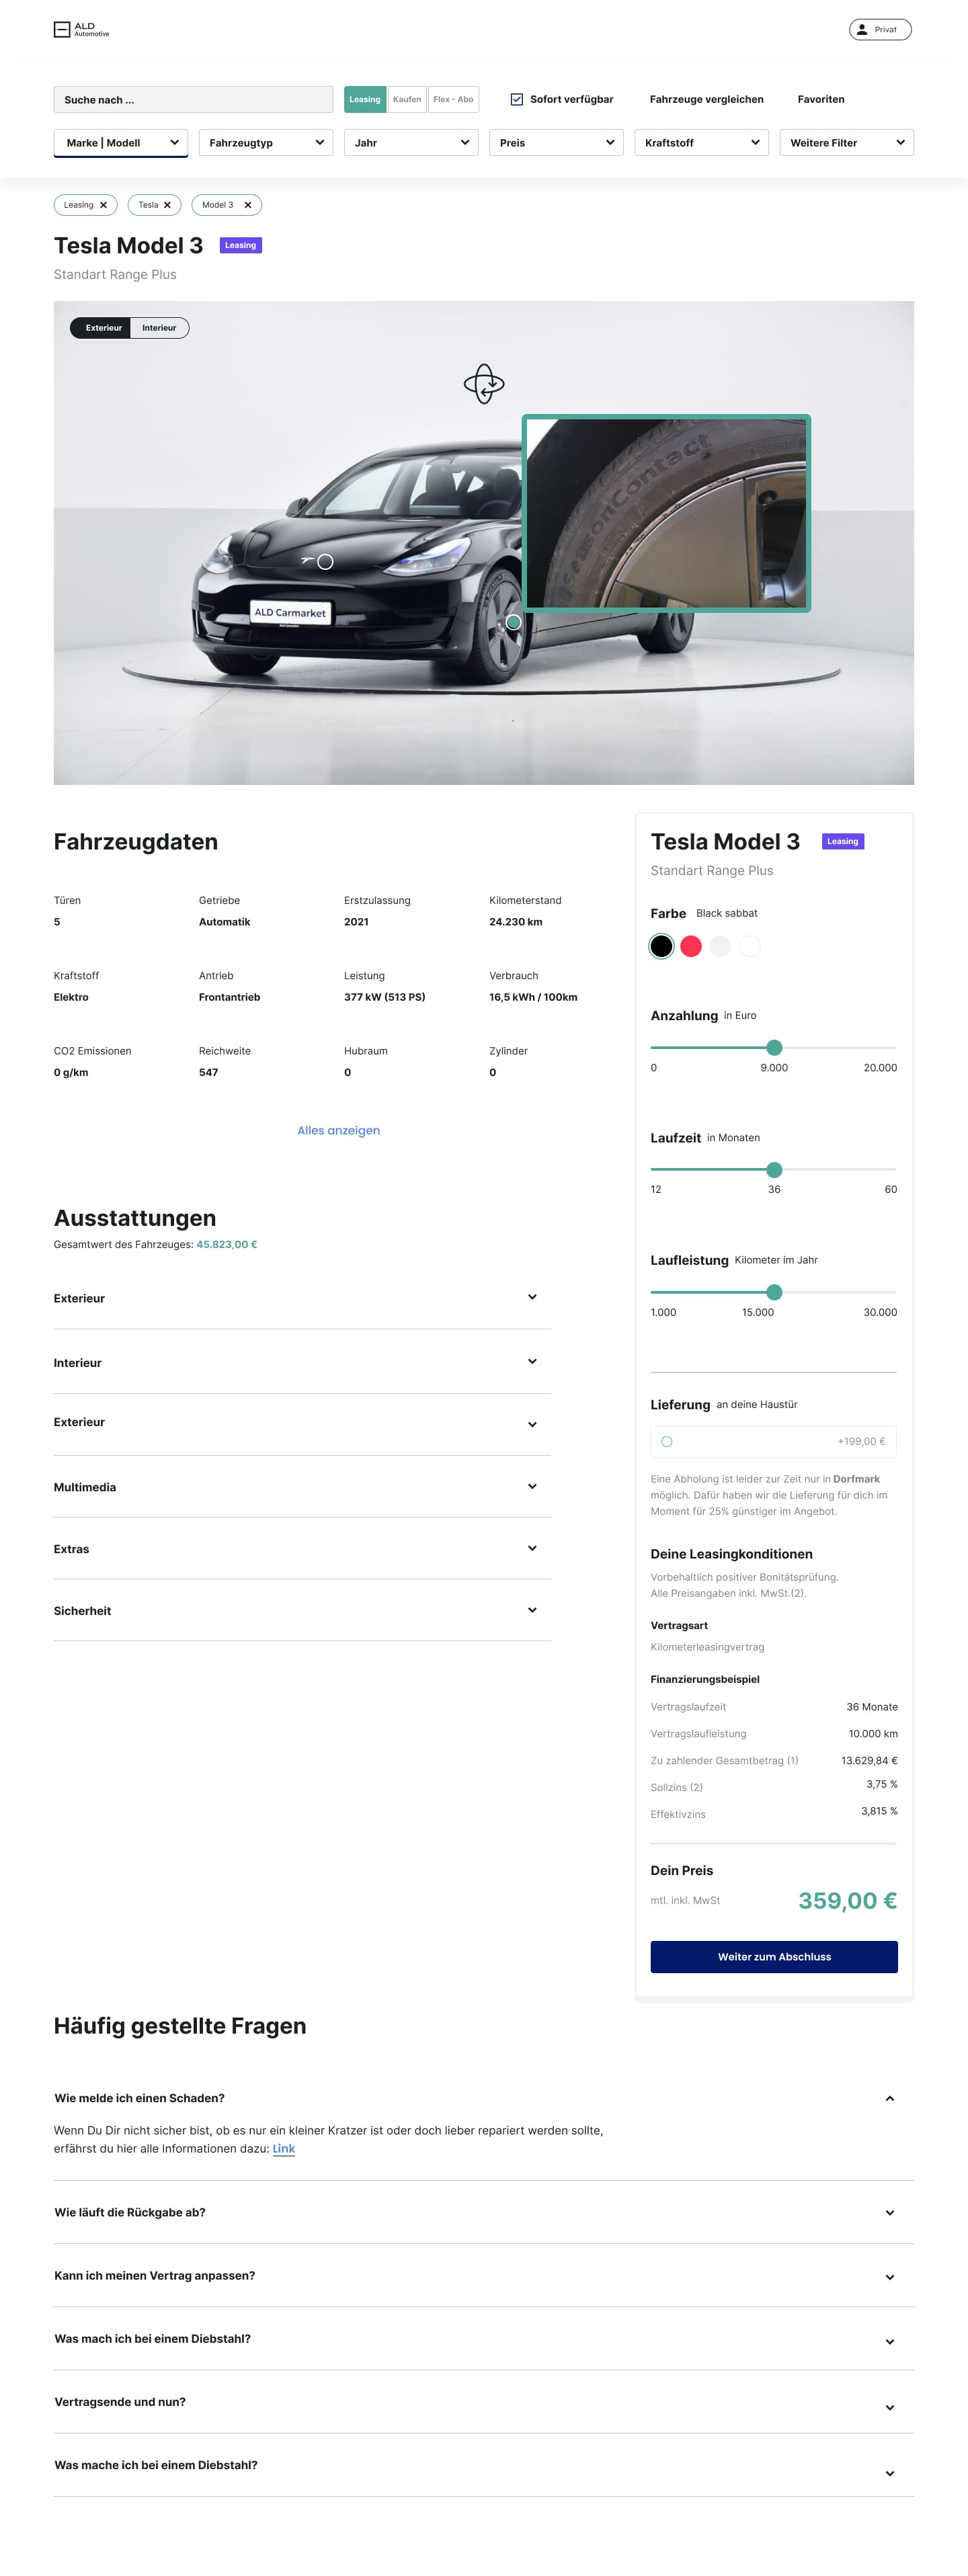 ALD
Automotive
Privat
Suche nach ...
Leasing
Kaufen
Flex - Abo
Sofort verfügbar
Fahrzeuge vergleichen
Favoriten
Marke | Modell
Fahrzeugtyp
Jahr
Preis
Kraftstoff
Weitere Filter
Leasing
Tesla
Model 3
Tesla Model 3
Leasing
Standart Range Plus
Exterieur
Interieur
Contact
ALD Carmarket
Fahrzeugdaten
Türen
Getriebe
Erstzulassung
Kilometerstand
5
Automatik
2021
24.230 km
Kraftstoff
Antrieb
Leistung
Verbrauch
Elektro
Frontantrieb
377 kW (513 PS)
16,5 kWh / 100km
CO2 Emissionen
Reichweite
Hubraum
Zylinder
0 g/km
547
0
0
Alles anzeigen
Ausstattungen
Gesamtwert des Fahrzeuges: 45.823,00 €
Exterieur
Interieur
Exterieur
Multimedia
Extras
Sicherheit
Tesla Model 3
Leasing
Standart Range Plus
Farbe Black sabbat
Anzahlung in Euro
0
9.000
20.000
Laufzeit in Monaten
12
36
60
Laufleistung Kilometer im Jahr
1.000
15.000
30.000
Lieferung an deine Haustür
+199,00 €
Eine Abholung ist leider zur Zeit nur in Dorfmark
möglich. Dafür haben wir die Lieferung für dich im
Moment für 25% günstiger im Angebot.
Deine Leasingkonditionen
Vorbehaltlich positiver Bonitätsprüfung.
Alle Preisangaben inkl. MwSt.(2).
Vertragsart
Kilometerleasingvertrag
Finanzierungsbeispiel
Vertragslaufzeit 36 Monate
Vertragslaufleistung 10.000 km
Zu zahlender Gesamtbetrag (1) 13.629,84 €
Sollzins (2) 3,75 %
Effektivzins 3,815 %
Dein Preis
mtl. inkl. MwSt 359,00 €
Weiter zum Abschluss
Häufig gestellte Fragen
Wie melde ich einen Schaden?
Wenn Du Dir nicht sicher bist, ob es nur ein kleiner Kratzer ist oder doch lieber repariert werden sollte,
erfährst du hier alle Informationen dazu: Link
Wie läuft die Rückgabe ab?
Kann ich meinen Vertrag anpassen?
Was mach ich bei einem Diebstahl?
Vertragsende und nun?
Was mache ich bei einem Diebstahl?